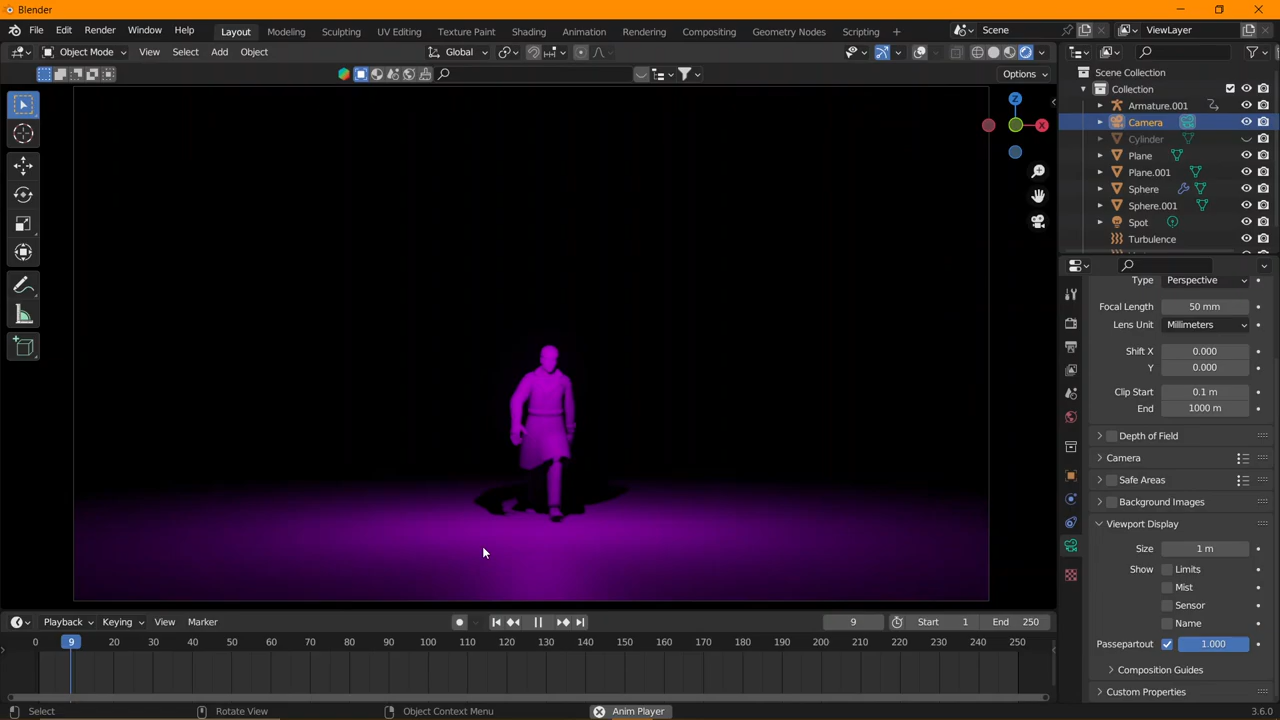 Blender
File Edit Render Window Help Layout Modeling Sculpting UV Editing Texture Paint Shading Animation Rendering Compositing Geometry Nodes Scripting + Scene ViewLayer
Object Mode View Select Add Object Global
Options
Z
X
Scene Collection
Collection
Armature.001
Camera
Cylinder
Plane
Plane.001
Sphere
Sphere.001
Spot
Turbulence
Type Perspective
Focal Length 50 mm
Lens Unit Millimeters
Shift X 0.000
Y 0.000
Clip Start 0.1 m
End 1000 m
Depth of Field
Camera
Safe Areas
Background Images
Viewport Display
Size 1 m
Show Limits
Mist
Sensor
Name
Passepartout 1.000
Composition Guides
Custom Properties
Playback Keying View Marker 9 Start 1 End 250
0 9 20 30 40 50 60 70 80 90 100 110 120 130 140 150 160 170 180 190 200 210 220 230 240 250
Select Rotate View Object Context Menu Anim Player 3.6.0